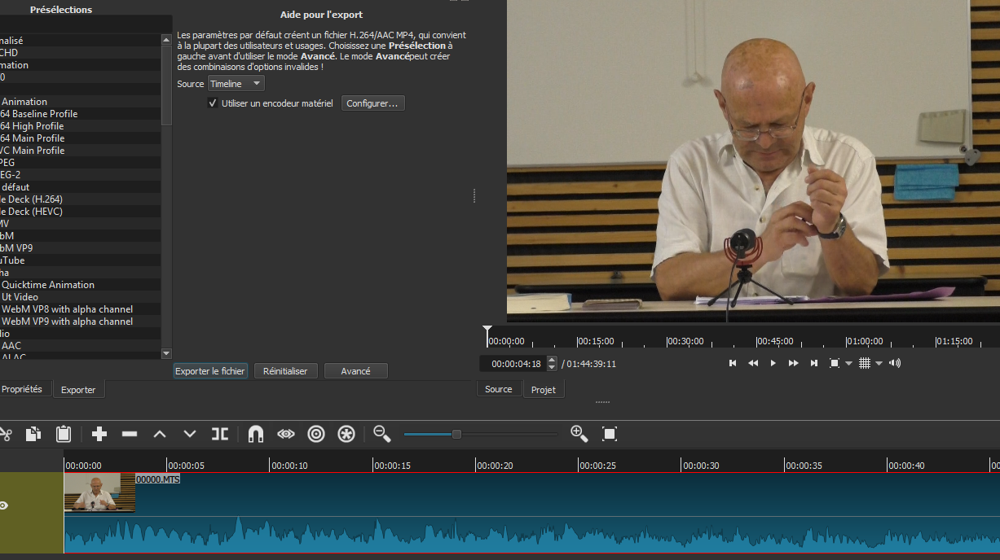 Présélections
nalisé
CHD
mation
0
Animation
64 Baseline Profile
64 High Profile
64 Main Profile
VC Main Profile
PEG
EG-2
défaut
le Deck (H.264)
le Deck (HEVC)
MV
bM
bM VP9
uTube
ha
Quicktime Animation
Ut Video
WebM VP8 with alpha channel
WebM VP9 with alpha channel
dio
AAC
ALAC
Aide pour l'export
Les paramètres par défaut créent un fichier H.264/AAC MP4, qui convient
à la plupart des utilisateurs et usages. Choisissez une Présélection à
gauche avant d'utiliser le mode Avancé. Le mode Avancépeut créer
des combinaisons d'options invalides !
Source Timeline
Utiliser un encodeur matériel Configurer...
Exporter le fichier Réinitialiser Avancé
Propriétés Exporter
00:00:00 00:15:00 00:30:00 00:45:00 01:00:00 01:15:00
00:00:04:18 / 01:44:39:11
Source Projet
00:00:00 00:00:05 00:00:10 00:00:15 00:00:20 00:00:25 00:00:30 00:00:35 00:00:40 00
00000.MTS